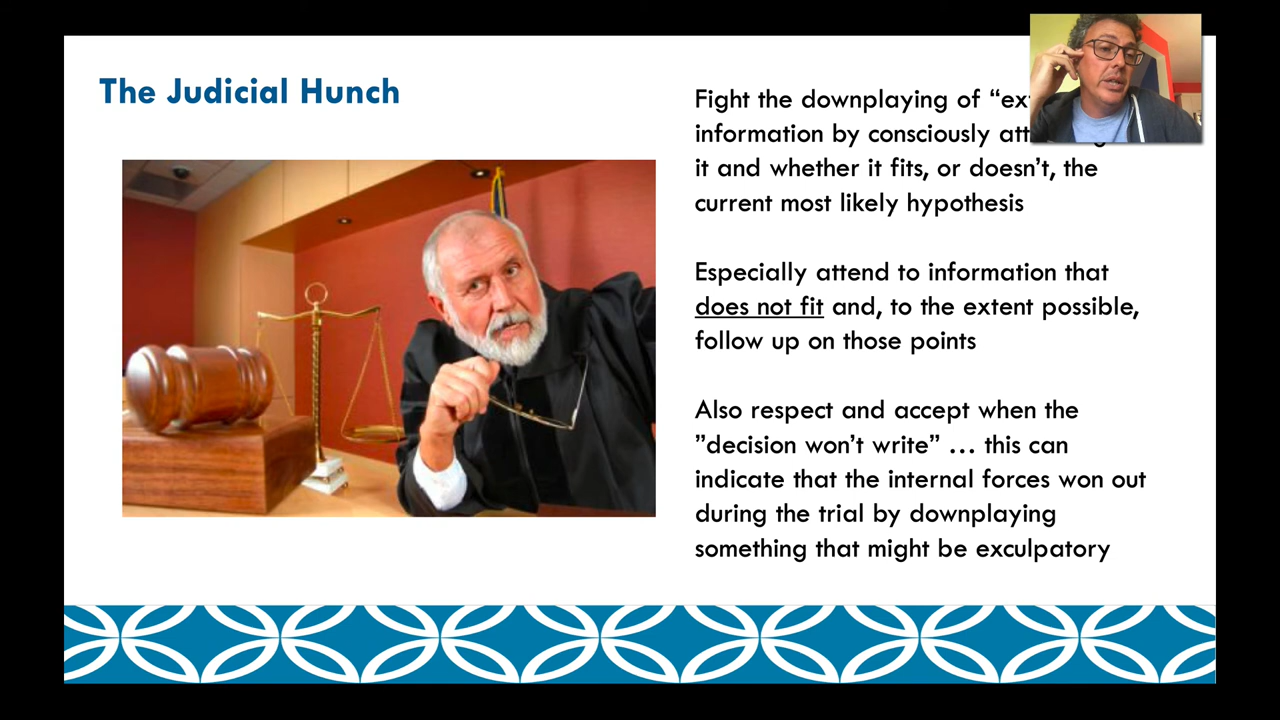 The Judicial Hunch
Fight the downplaying of “ex
information by consciously att
it and whether it fits, or doesn’t, the
current most likely hypothesis
Especially attend to information that
does not fit and, to the extent possible,
follow up on those points
Also respect and accept when the
”decision won’t write” … this can
indicate that the internal forces won out
during the trial by downplaying
something that might be exculpatory